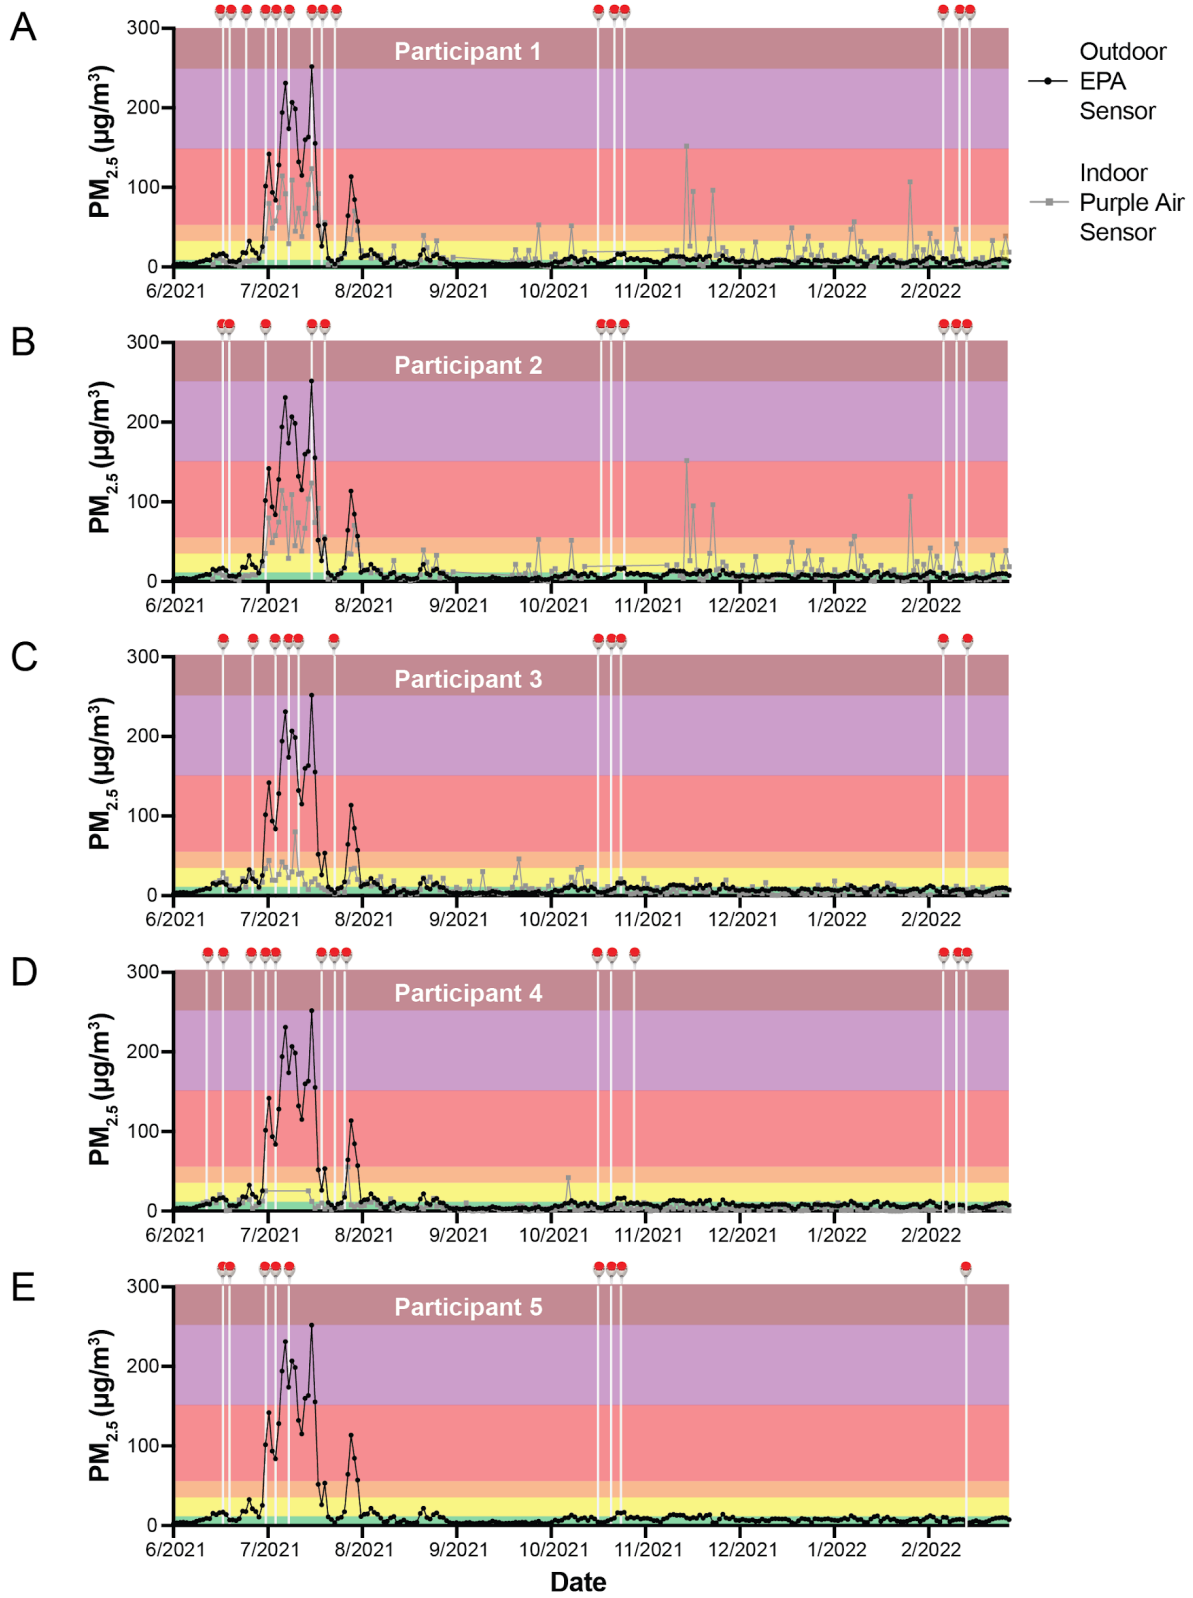 A
Participant 1
300
200
100
0
PM2.5 (µg/m³)
6/2021 7/2021 8/2021 9/2021 10/2021 11/2021 12/2021 1/2022 2/2022
Outdoor
EPA
Sensor
Indoor
Purple Air
Sensor
B
Participant 2
300
200
100
0
PM2.5 (µg/m³)
6/2021 7/2021 8/2021 9/2021 10/2021 11/2021 12/2021 1/2022 2/2022
C
Participant 3
300
200
100
0
PM2.5 (µg/m³)
6/2021 7/2021 8/2021 9/2021 10/2021 11/2021 12/2021 1/2022 2/2022
D
Participant 4
300
200
100
0
PM2.5 (µg/m³)
6/2021 7/2021 8/2021 9/2021 10/2021 11/2021 12/2021 1/2022 2/2022
E
Participant 5
300
200
100
0
PM2.5 (µg/m³)
6/2021 7/2021 8/2021 9/2021 10/2021 11/2021 12/2021 1/2022 2/2022
Date